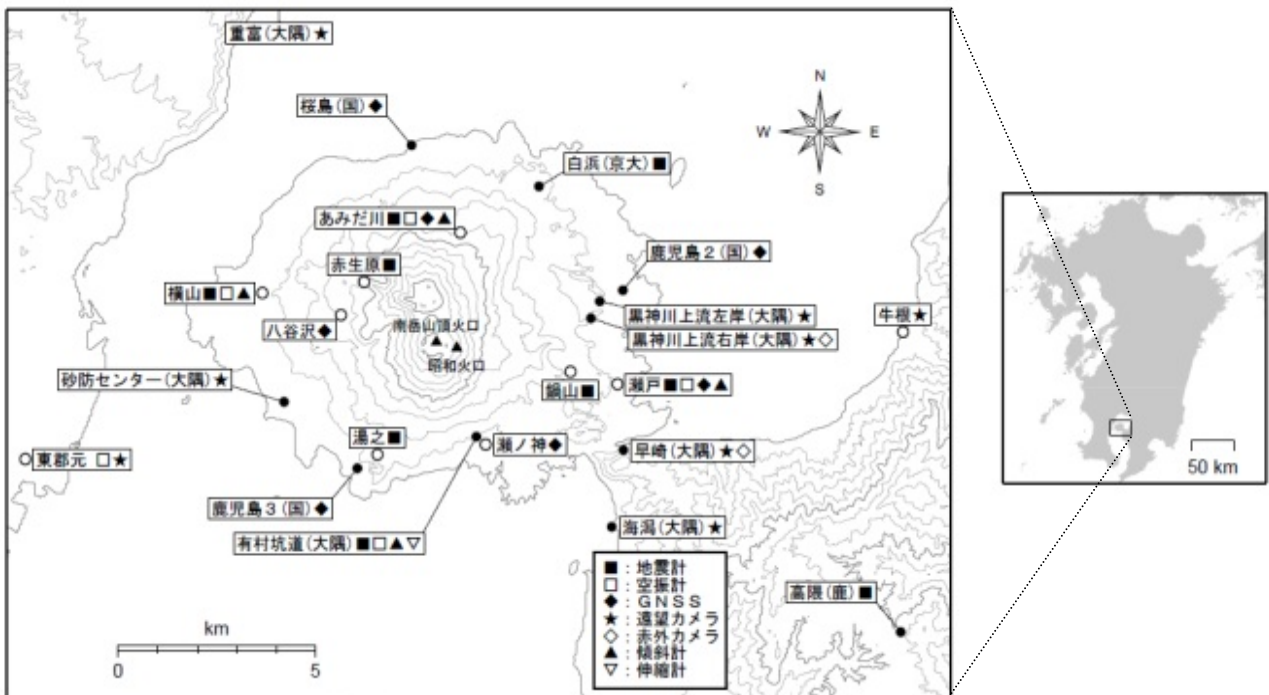 重富(大隅)★
桜島(国)◆
N
W E
S
白浜(京大)■
あみだ川■□◆▲
鹿児島2(国)◆
赤生原■
横山■□▲
黒神川上流左岸(大隅)★
牛根★
八谷沢◆
南岳山頂火口
黒神川上流右岸(大隅)★◇
昭和火口
砂防センター(大隅)★
鍋山■
瀬戸■□◆▲
湯之■
瀬ノ神◆
早崎(大隅)★◇
東郡元 □★
50 km
鹿児島3(国)◆
海潟(大隅)★
有村坑道(大隅)■□▲▽
■:地震計
□:空振計
◆:GNSS
★:遠望カメラ
◇:赤外カメラ
▲:傾斜計
▽:伸縮計
高隈(鹿)■
km
0 5